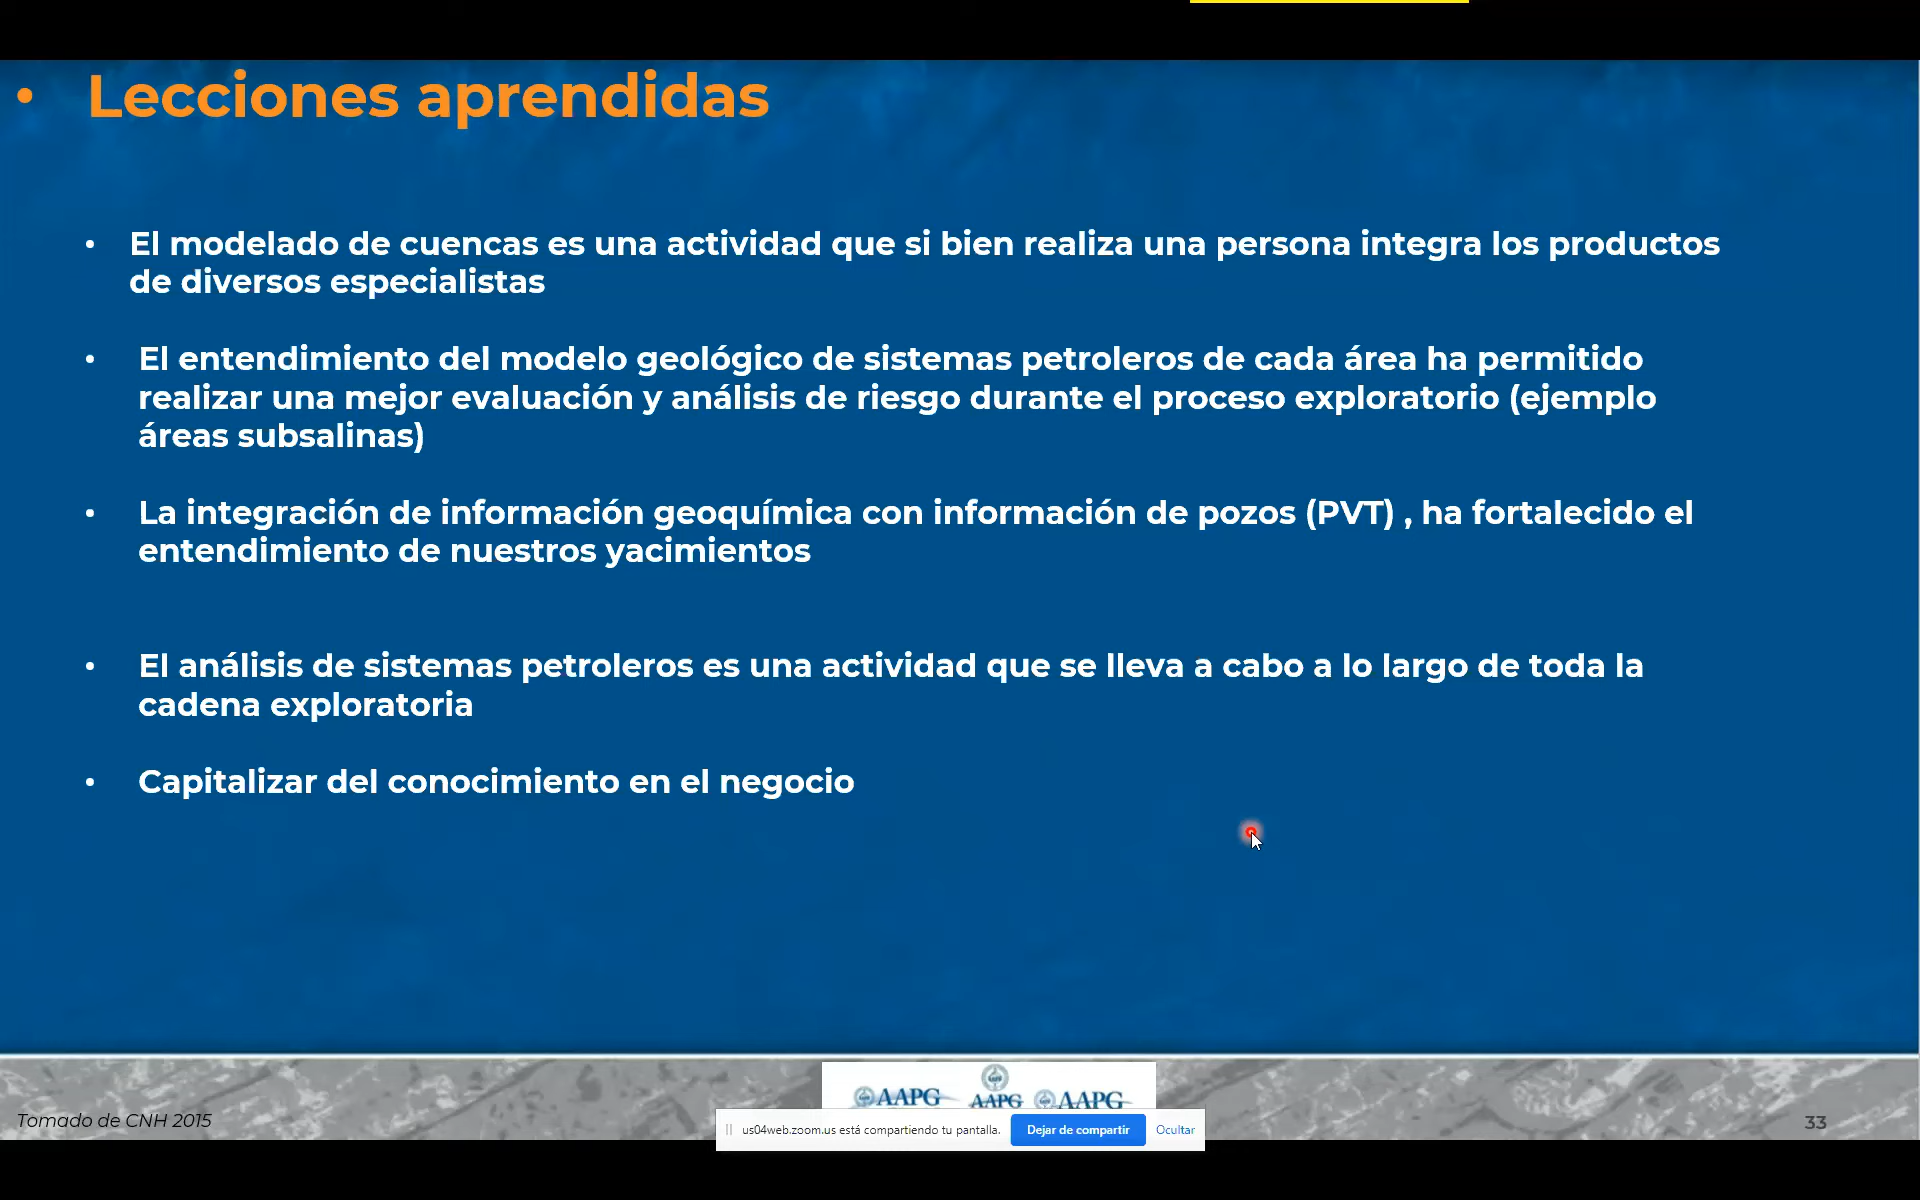 • Lecciones aprendidas
• El modelado de cuencas es una actividad que si bien realiza una persona integra los productos
de diversos especialistas
• El entendimiento del modelo geológico de sistemas petroleros de cada área ha permitido
realizar una mejor evaluación y análisis de riesgo durante el proceso exploratorio (ejemplo
áreas subsalinas)
• La integración de información geoquímica con información de pozos (PVT) , ha fortalecido el
entendimiento de nuestros yacimientos
• El análisis de sistemas petroleros es una actividad que se lleva a cabo a lo largo de toda la
cadena exploratoria
• Capitalizar del conocimiento en el negocio
AAPG AAPG AAPG
Tomado de CNH 2015
us04web.zoom.us está compartiendo tu pantalla. Dejar de compartir Ocultar
33